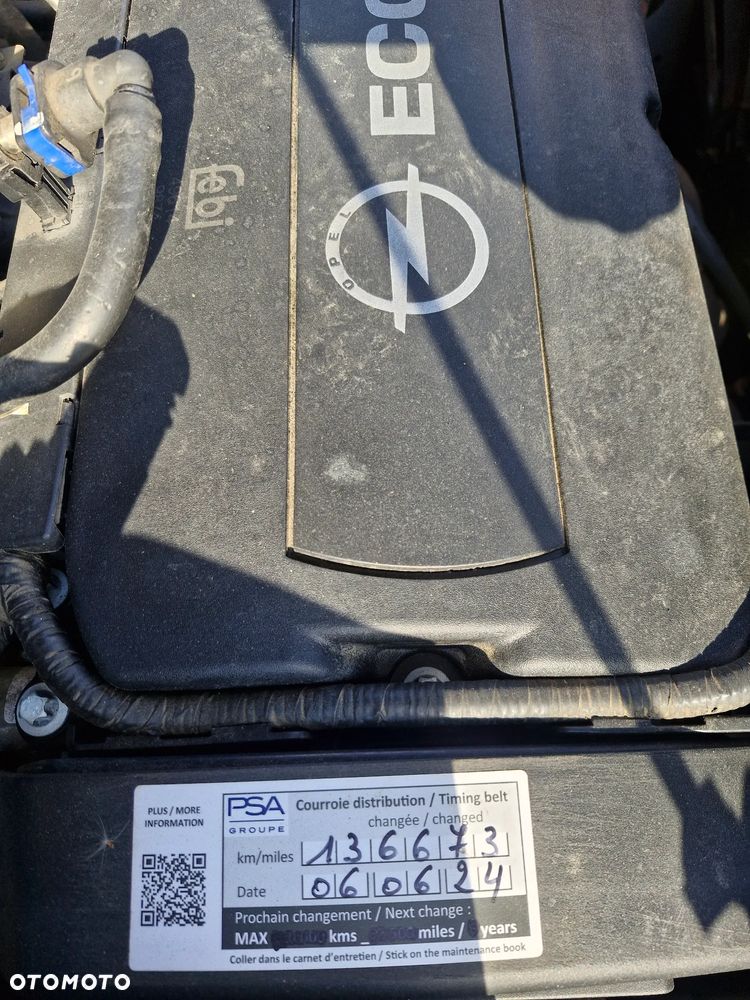 ECO
OPEL
febi
PLUS / MORE
INFORMATION
PSA
GROUPE
Courroie distribution / Timing belt
changée / changed
km/miles 136673
Date 060624
Prochain changement / Next change :
MAX kms _ miles / years
Coller dans le carnet d'entretien / Stick on the maintenance book
OTOMOTO